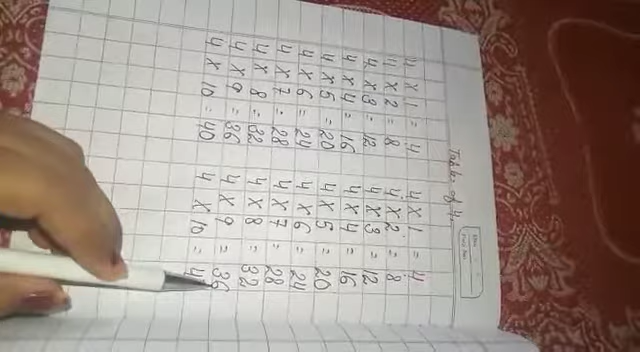 Table of 4
4 X 1 = 4    4 X 1 = 4
4 X 2 = 8    4 X 2 = 8
4 X 3 = 12    4 X 3 = 12
4 X 4 = 16    4 X 4 = 16
4 X 5 = 20    4 X 5 = 20
4 X 6 = 24    4 X 6 = 24
4 X 7 = 28    4 X 7 = 28
4 X 8 = 32    4 X 8 = 32
4 X 9 = 36    4 X 9 = 36
4 X 10 = 40    4 X 10 = 4